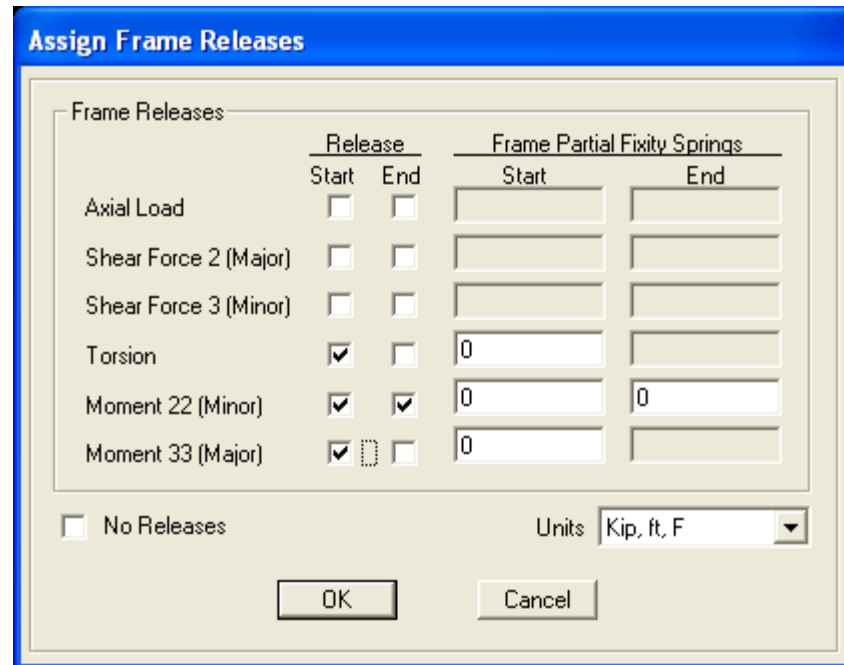 Assign Frame Releases
Frame Releases
Release Frame Partial Fixity Springs
Start End Start End
Axial Load
Shear Force 2 (Major)
Shear Force 3 (Minor)
Torsion 0
Moment 22 (Minor) 0 0
Moment 33 (Major) 0
No Releases Units Kip, ft, F
OK Cancel